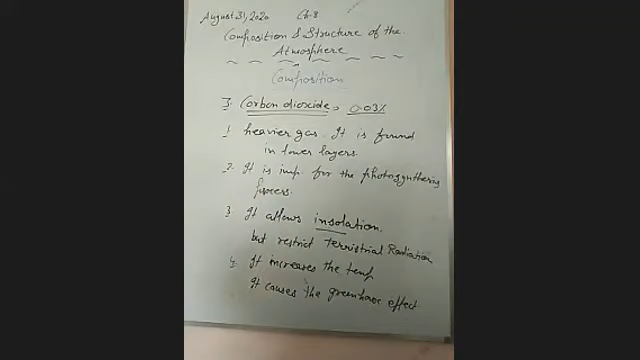 August 31, 2020 Ch-8
Composition & Structure of the
Atmosphere
Composition
3. Carbon dioxide > 0.03%
1. heavier gas. It is found
in lower layers.
2. It is imp. for the photosynthesis
process.
3. It allows insolation.
but restrict terristrial Radiation
4. It increases the temp
It causes the greenhouse effect